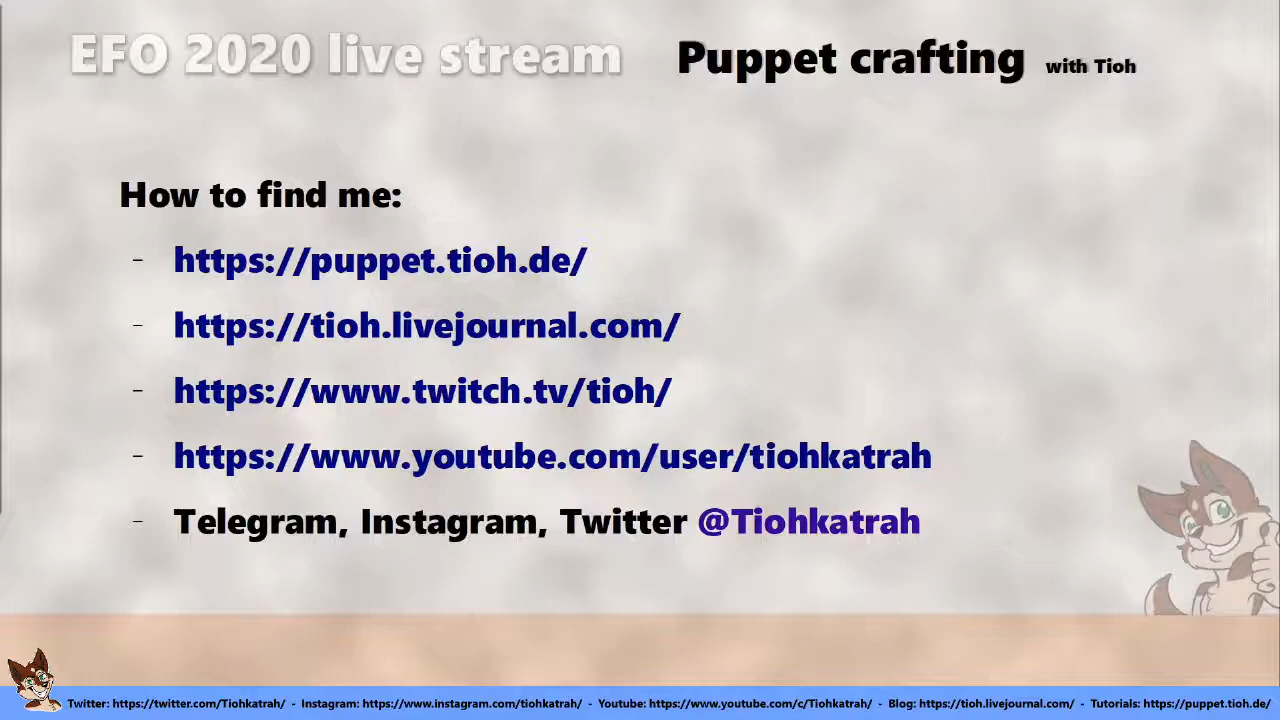 EFO 2020 live stream Puppet crafting with Tioh
How to find me:
- https://puppet.tioh.de/
- https://tioh.livejournal.com/
- https://www.twitch.tv/tioh/
- https://www.youtube.com/user/tiohkatrah
- Telegram, Instagram, Twitter @Tiohkatrah
Twitter: https://twitter.com/Tiohkatrah/ - Instagram: https://www.instagram.com/tiohkatrah/ - Youtube: https://www.youtube.com/c/Tiohkatrah/ - Blog: https://tioh.livejournal.com/ - Tutorials: https://puppet.tioh.de/